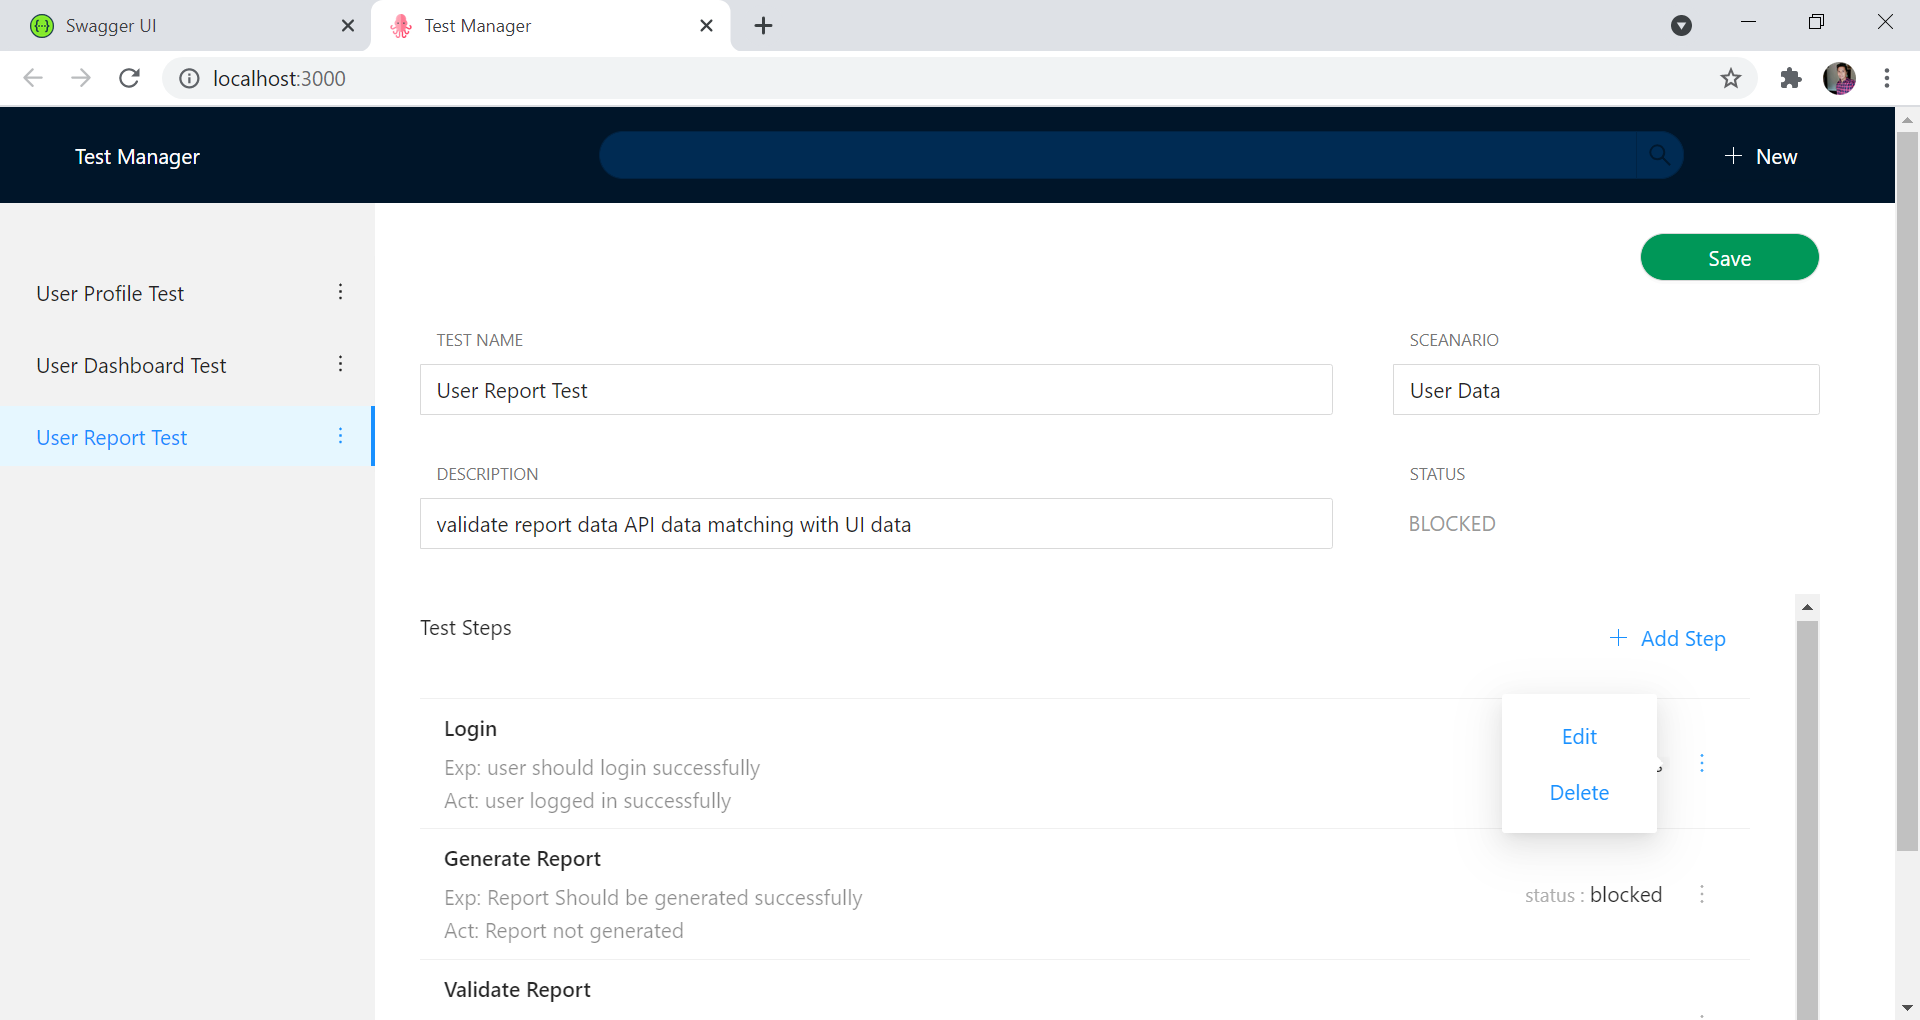 Swagger UI
Test Manager
localhost:3000
Test Manager
New
Save
User Profile Test
User Dashboard Test
User Report Test
TEST NAME
SCEANARIO
User Report Test
User Data
DESCRIPTION
STATUS
validate report data API data matching with UI data
BLOCKED
Test Steps
Add Step
Login
Exp: user should login successfully
Act: user logged in successfully
Edit
Delete
Generate Report
Exp: Report Should be generated successfully
Act: Report not generated
status : blocked
Validate Report